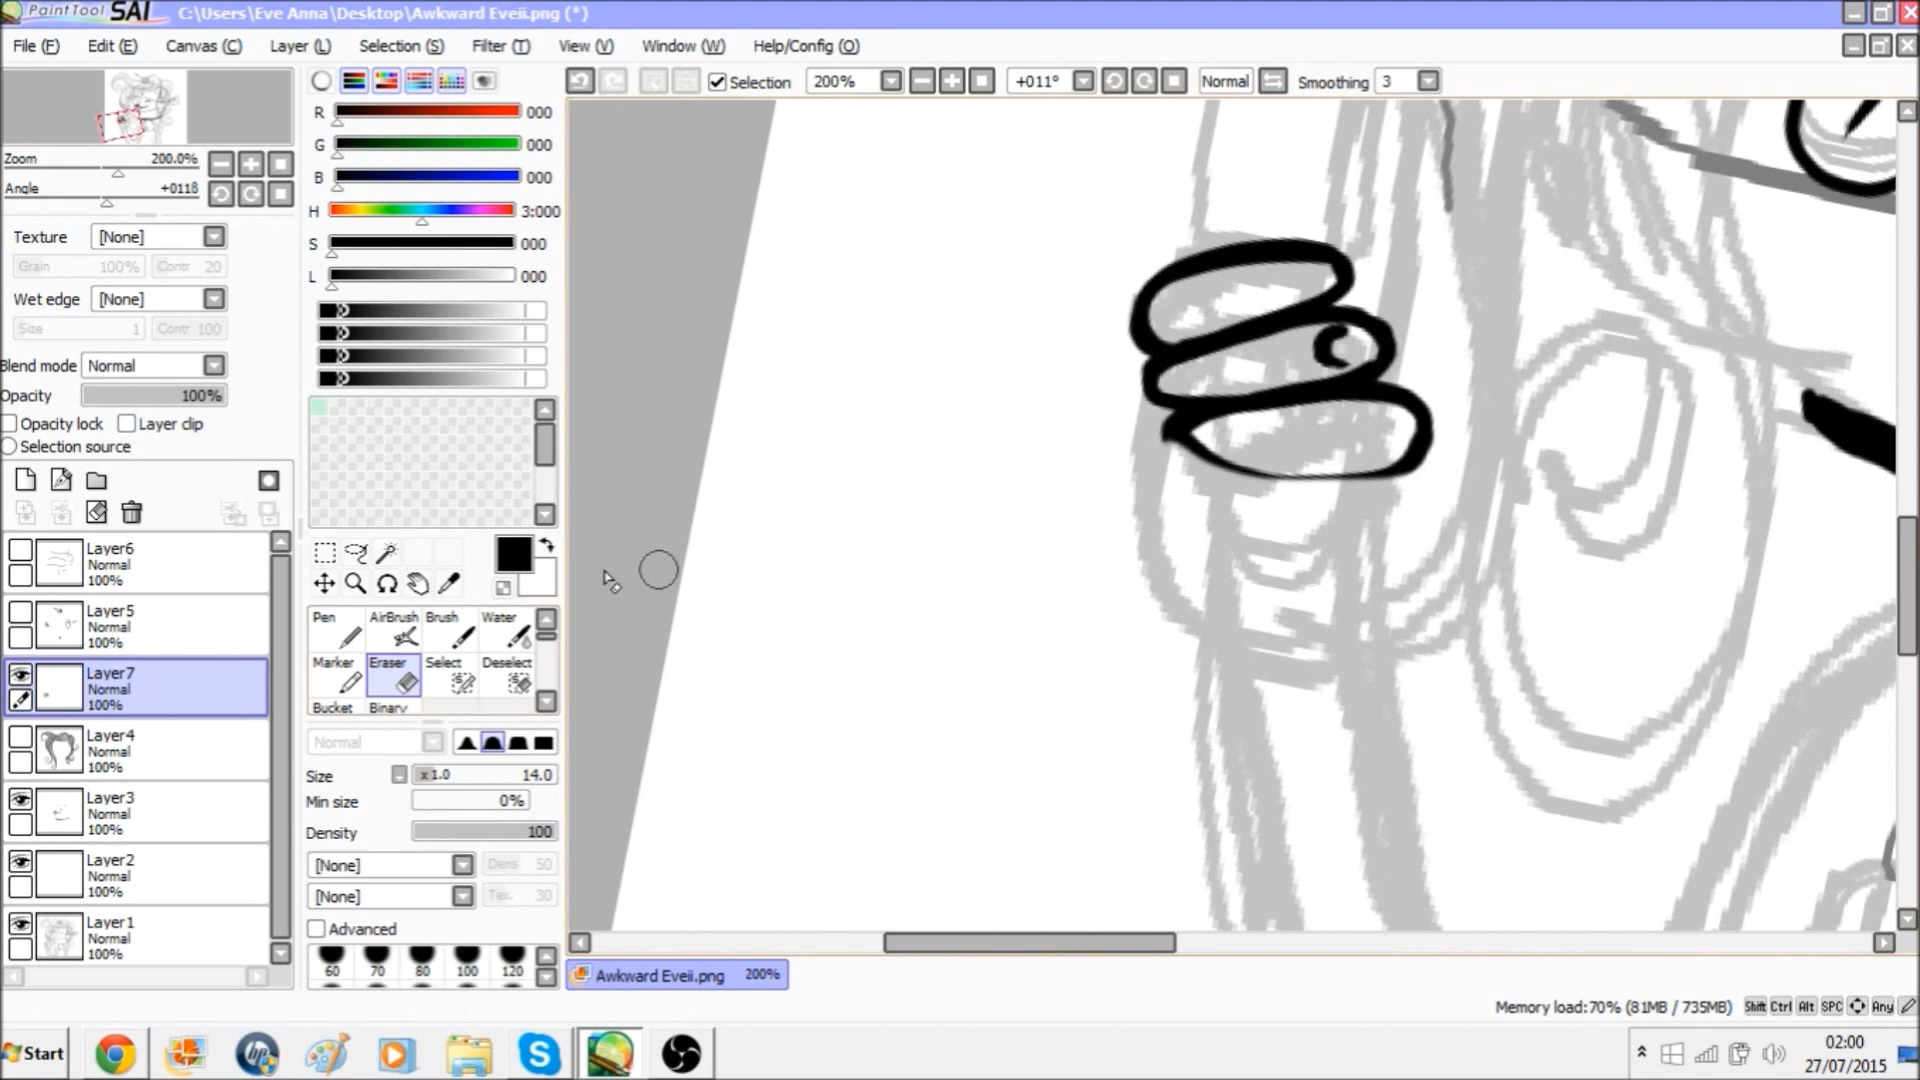 PaintTool SAI C:\Users\Eve Anna\Desktop\Awkward Eveii.png (*)
File (F) Edit (E) Canvas (C) Layer (L) Selection (S) Filter (T) View (V) Window (W) Help/Config (O)
Selection 200% +011° Normal Smoothing 3
R 000
G 000
B 000
H 3:000
S 000
L 000
Zoom 200.0%
Angle +011ß
Texture [None]
Grain 100% Contr 20
Wet edge [None]
Size 1 Contr 100
Blend mode Normal
Opacity 100%
Opacity lock Layer clip
Selection source
Layer6
Normal
100%
Layer5
Normal
100%
Layer7
Normal
100%
Layer4
Normal
100%
Layer3
Normal
100%
Layer2
Normal
100%
Layer1
Normal
100%
Pen AirBrush Brush Water
Marker Eraser Select Deselect
Bucket Binary
Normal
Size x1.0 14.0
Min size 0%
Density 100
[None] Dens 50
[None] Tex. 30
Advanced
60 70 80 100 120
Awkward Eveii.png 200%
Memory load:70% (81MB / 735MB) Shift Ctrl Alt SPC Any
Start
hp
S
02:00
27/07/2015